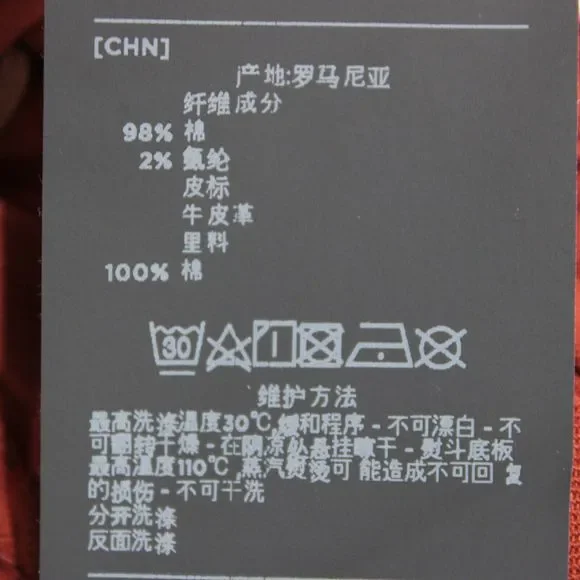 [CHN]
产地:罗马尼亚
纤维成分
98% 棉
2% 氨纶
皮标
牛皮革
里料
100% 棉
30
维护方法
最高洗涤温度30℃,缓和程序 - 不可漂白 - 不
可翻转干燥 - 在阴凉处悬挂晾干 - 熨斗底板
最高温度110℃,蒸汽熨烫可能造成不可回复
的损伤 - 不可干洗
分开洗涤
反面洗涤